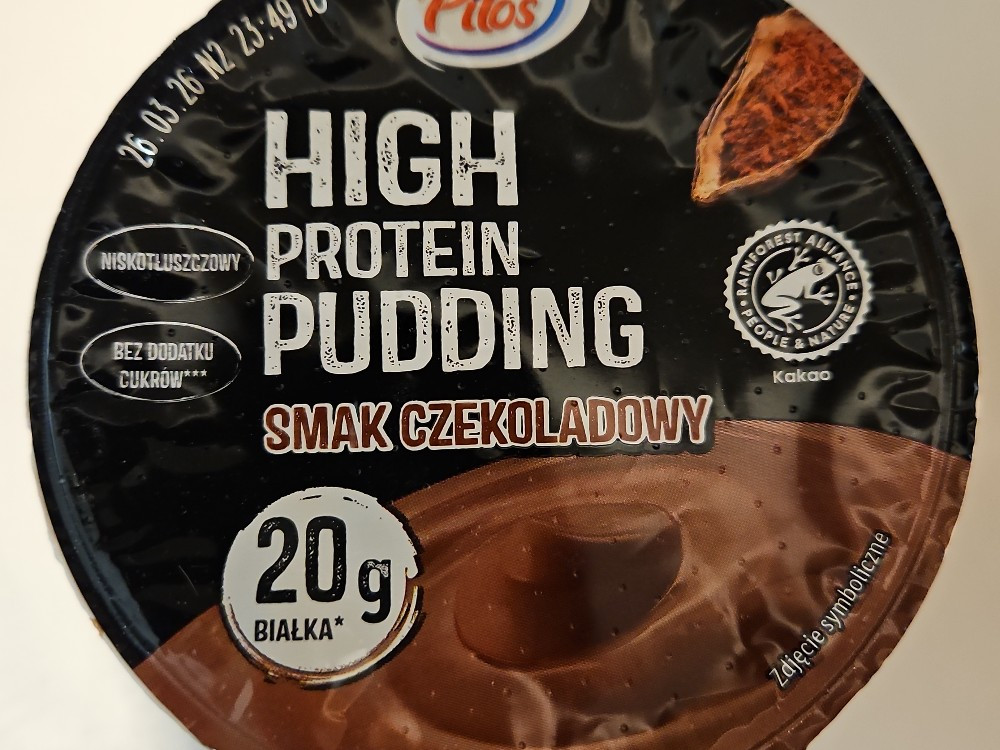 Pilos
26.03.26 N2 23:49
HIGH
PROTEIN
PUDDING
SMAK CZEKOLADOWY
NISKOTŁUSZCZOWY
BEZ DODATKU
CUKRÓW***
RAINFOREST ALLIANCE
PEOPLE & NATURE
Kakao
20g
BIAŁKA*
Zdjęcie symboliczne